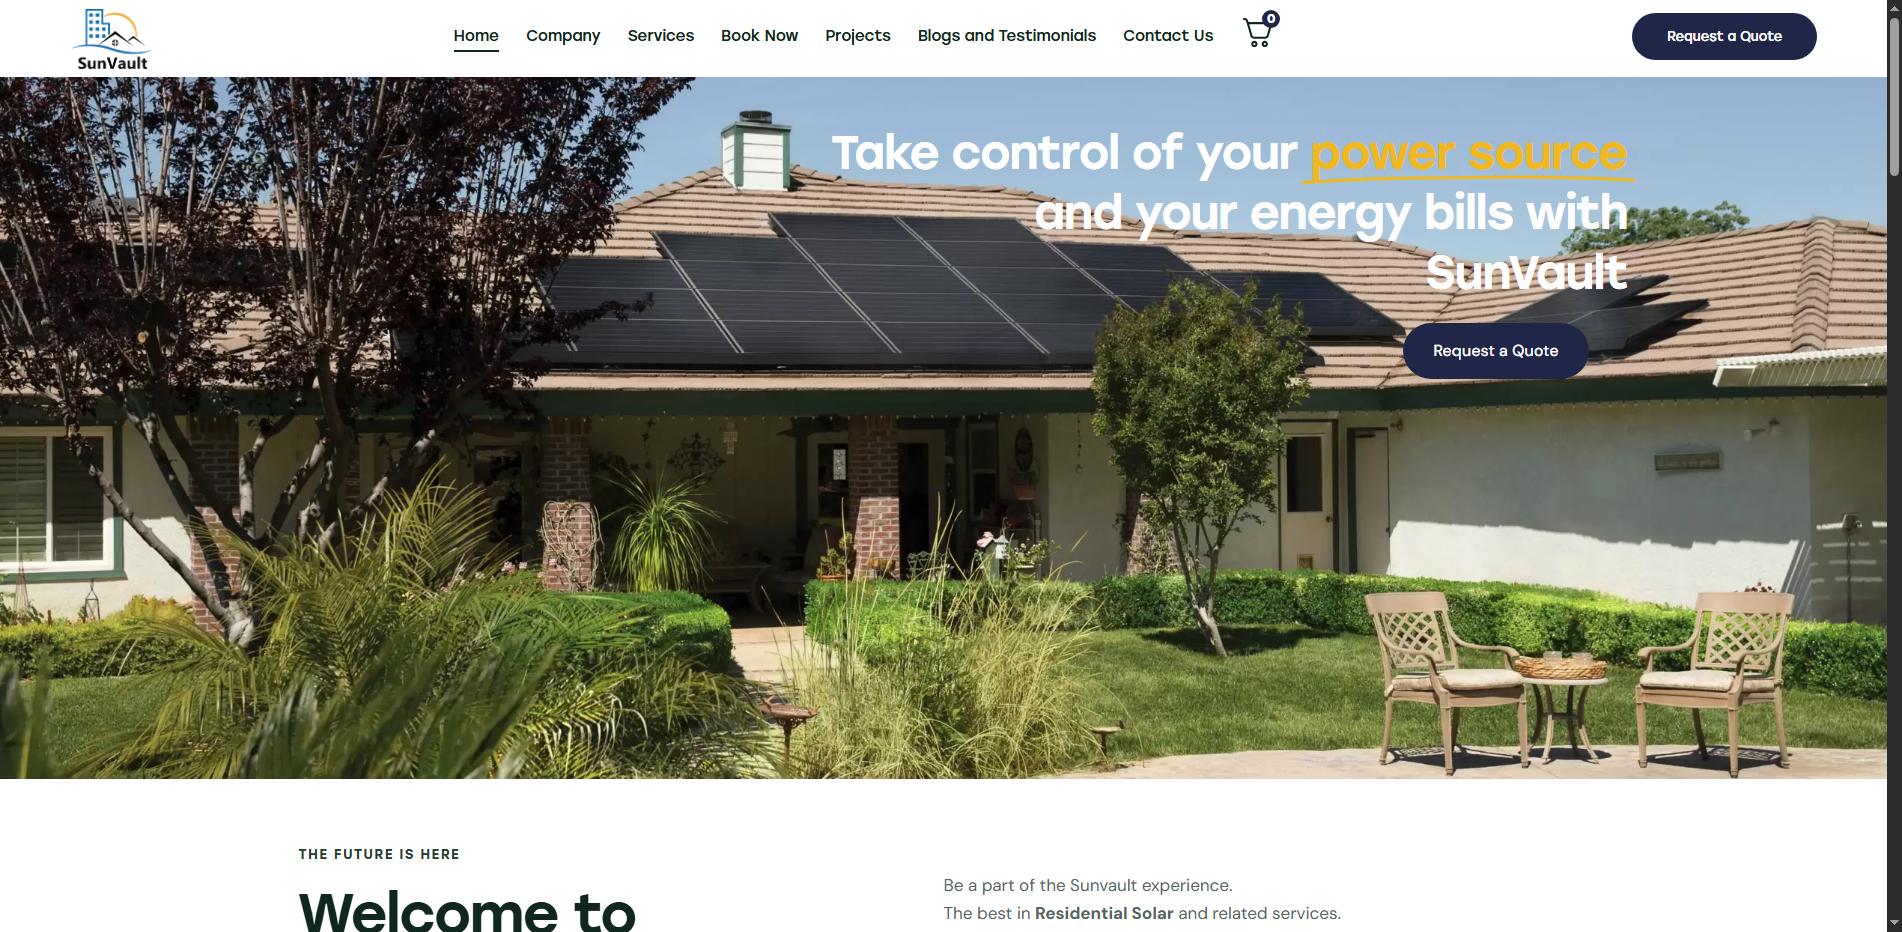 SunVault
Home
Company
Services
Book Now
Projects
Blogs and Testimonials
Contact Us
0
Request a Quote
Take control of your power source
and your energy bills with
SunVault
Request a Quote
THE FUTURE IS HERE
Welcome to
Be a part of the Sunvault experience.
The best in Residential Solar and related services.